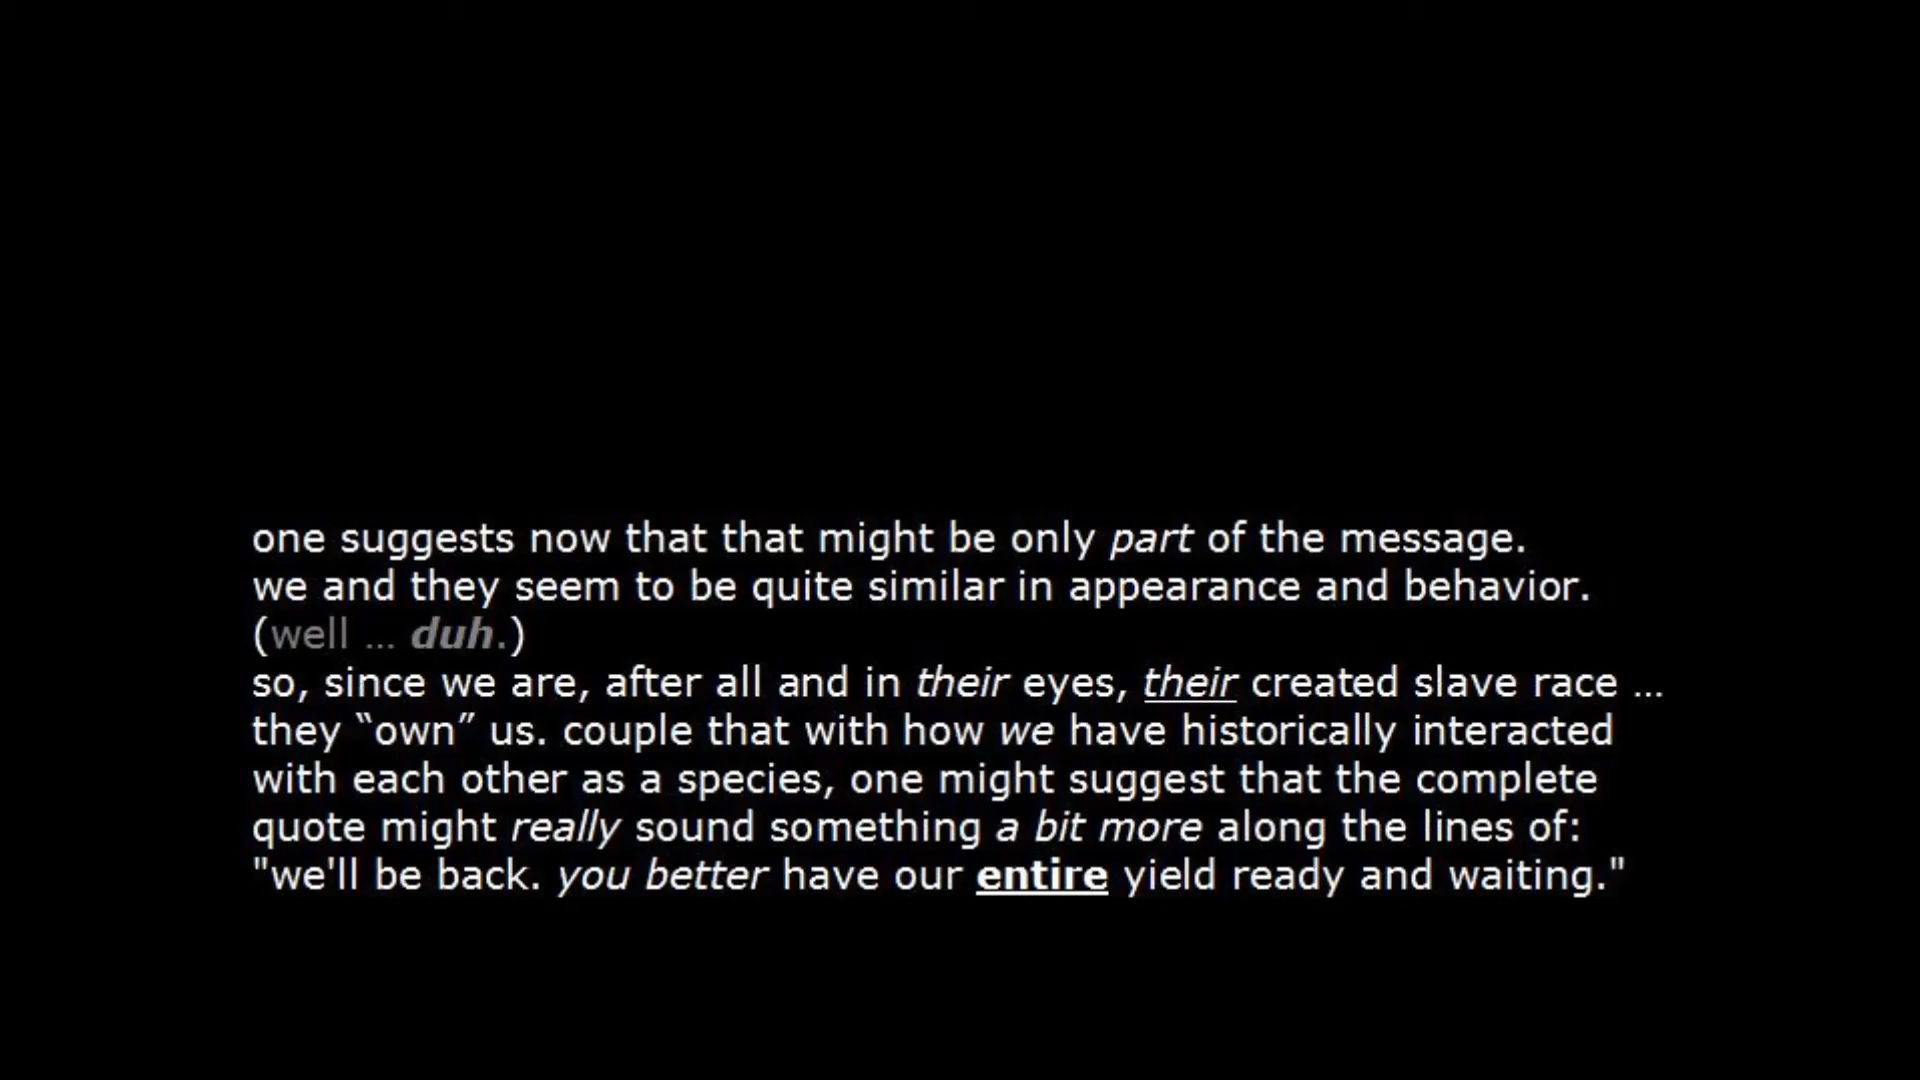 one suggests now that that might be only part of the message.
we and they seem to be quite similar in appearance and behavior.
(well ... duh.)
so, since we are, after all and in their eyes, their created slave race ...
they “own” us. couple that with how we have historically interacted
with each other as a species, one might suggest that the complete
quote might really sound something a bit more along the lines of:
"we'll be back. you better have our entire yield ready and waiting."